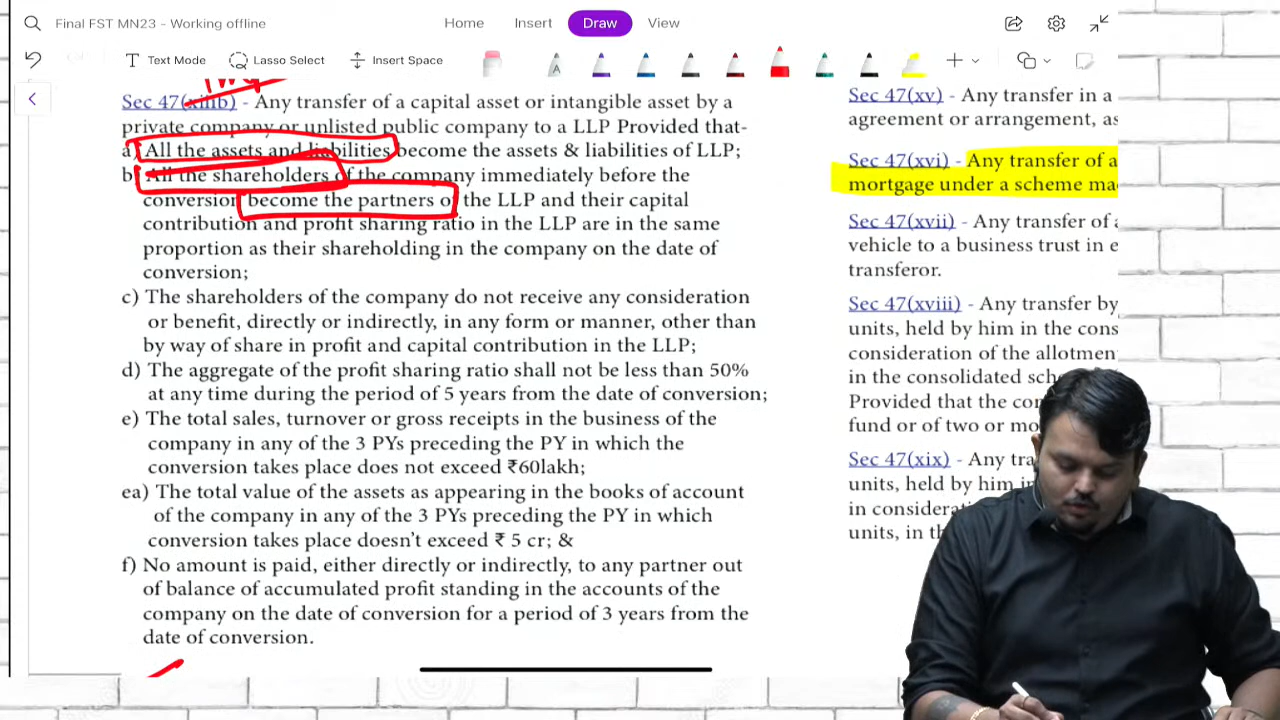 Final FST MN23 - Working offline
Home Insert Draw View
Text Mode Lasso Select Insert Space
Sec 47(xiiib) - Any transfer of a capital asset or intangible asset by a
private company or unlisted public company to a LLP Provided that-
a) All the assets and liabilities become the assets & liabilities of LLP;
b) All the shareholders of the company immediately before the
conversion become the partners of the LLP and their capital
contribution and profit sharing ratio in the LLP are in the same
proportion as their shareholding in the company on the date of
conversion;
c) The shareholders of the company do not receive any consideration
or benefit, directly or indirectly, in any form or manner, other than
by way of share in profit and capital contribution in the LLP;
d) The aggregate of the profit sharing ratio shall not be less than 50%
at any time during the period of 5 years from the date of conversion;
e) The total sales, turnover or gross receipts in the business of the
company in any of the 3 PYs preceding the PY in which the
conversion takes place does not exceed ₹60lakh;
ea) The total value of the assets as appearing in the books of account
of the company in any of the 3 PYs preceding the PY in which
conversion takes place doesn't exceed ₹ 5 cr; &
f) No amount is paid, either directly or indirectly, to any partner out
of balance of accumulated profit standing in the accounts of the
company on the date of conversion for a period of 3 years from the
date of conversion.
Sec 47(xv) - Any transfer in a
agreement or arrangement, as
Sec 47(xvi) - Any transfer of a
mortgage under a scheme ma
Sec 47(xvii) - Any transfer of a
vehicle to a business trust in e
transferor.
Sec 47(xviii) - Any transfer by
units, held by him in the cons
consideration of the allotmen
in the consolidated sch
Provided that the con
fund or of two or mo
Sec 47(xix) - Any tra
units, held by him in
in considera
units, in th